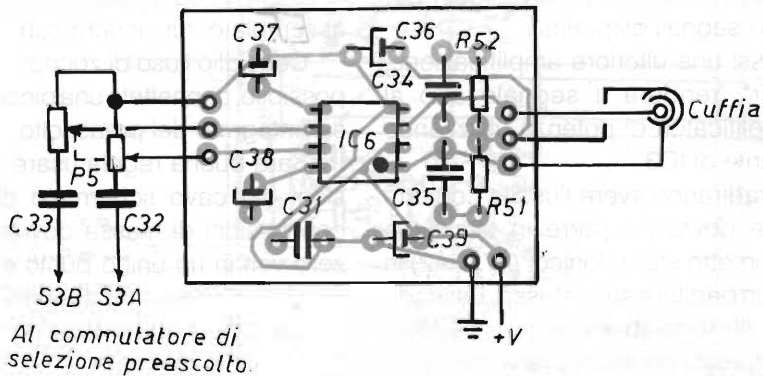 C37
C36
R52
C34
Cuffia
IC6
P5
C38
C35
C33
C32
C31
C39
R51
S3B
S3A
+V
Al commutatore di
selezione preascolto.